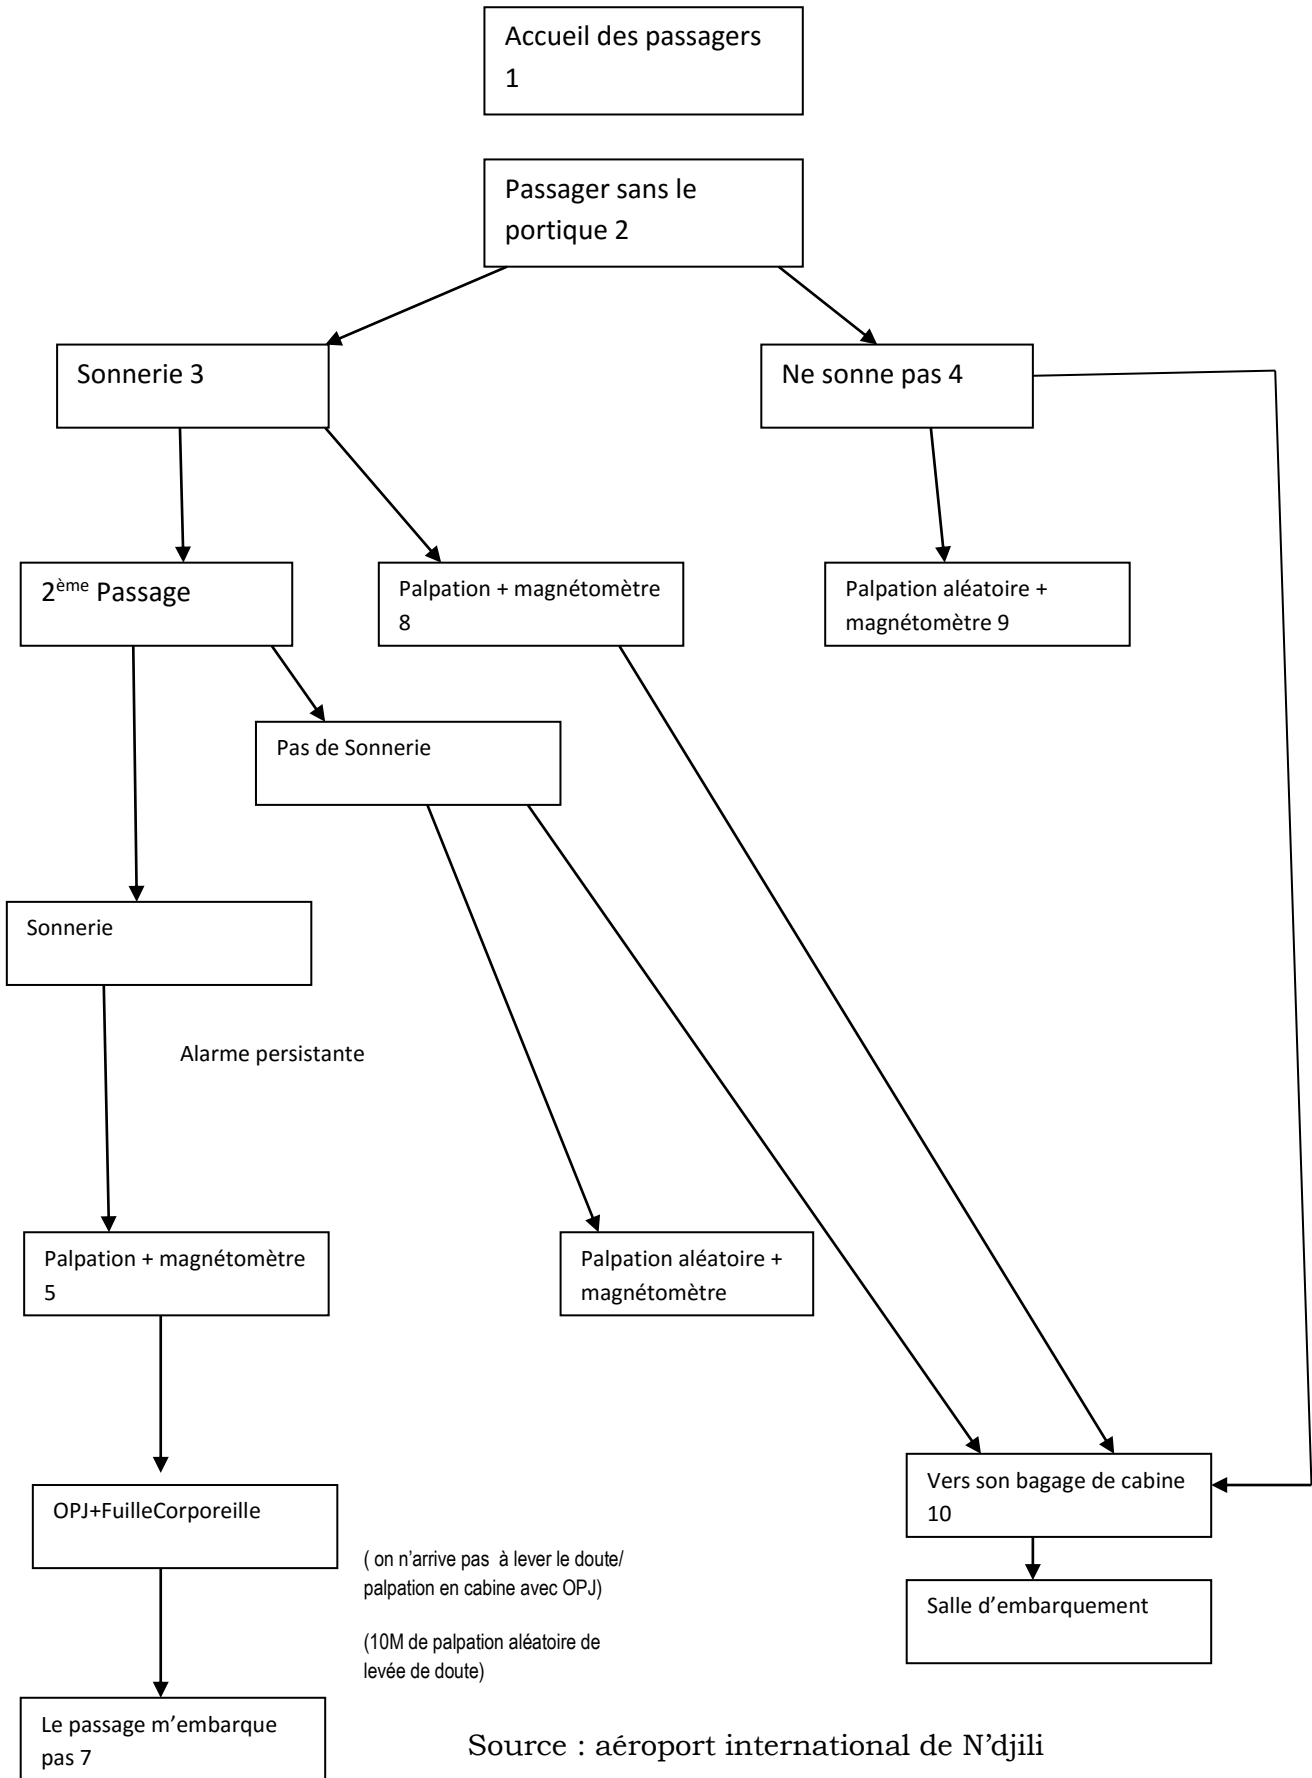 Accueil des passagers
1
Passager sans le
portique 2
Sonnerie 3
Ne sonne pas 4
2ème Passage
Palpation + magnétomètre
8
Palpation aléatoire +
magnétomètre 9
Pas de Sonnerie
Sonnerie
Alarme persistante
Palpation + magnétomètre
5
Palpation aléatoire +
magnétomètre
Vers son bagage de cabine
10
OPJ+FuilleCorporeille
( on n’arrive pas à lever le doute/
palpation en cabine avec OPJ)
Salle d’embarquement
(10M de palpation aléatoire de
levée de doute)
Le passage m’embarque
pas 7
Source : aéroport international de N’djili